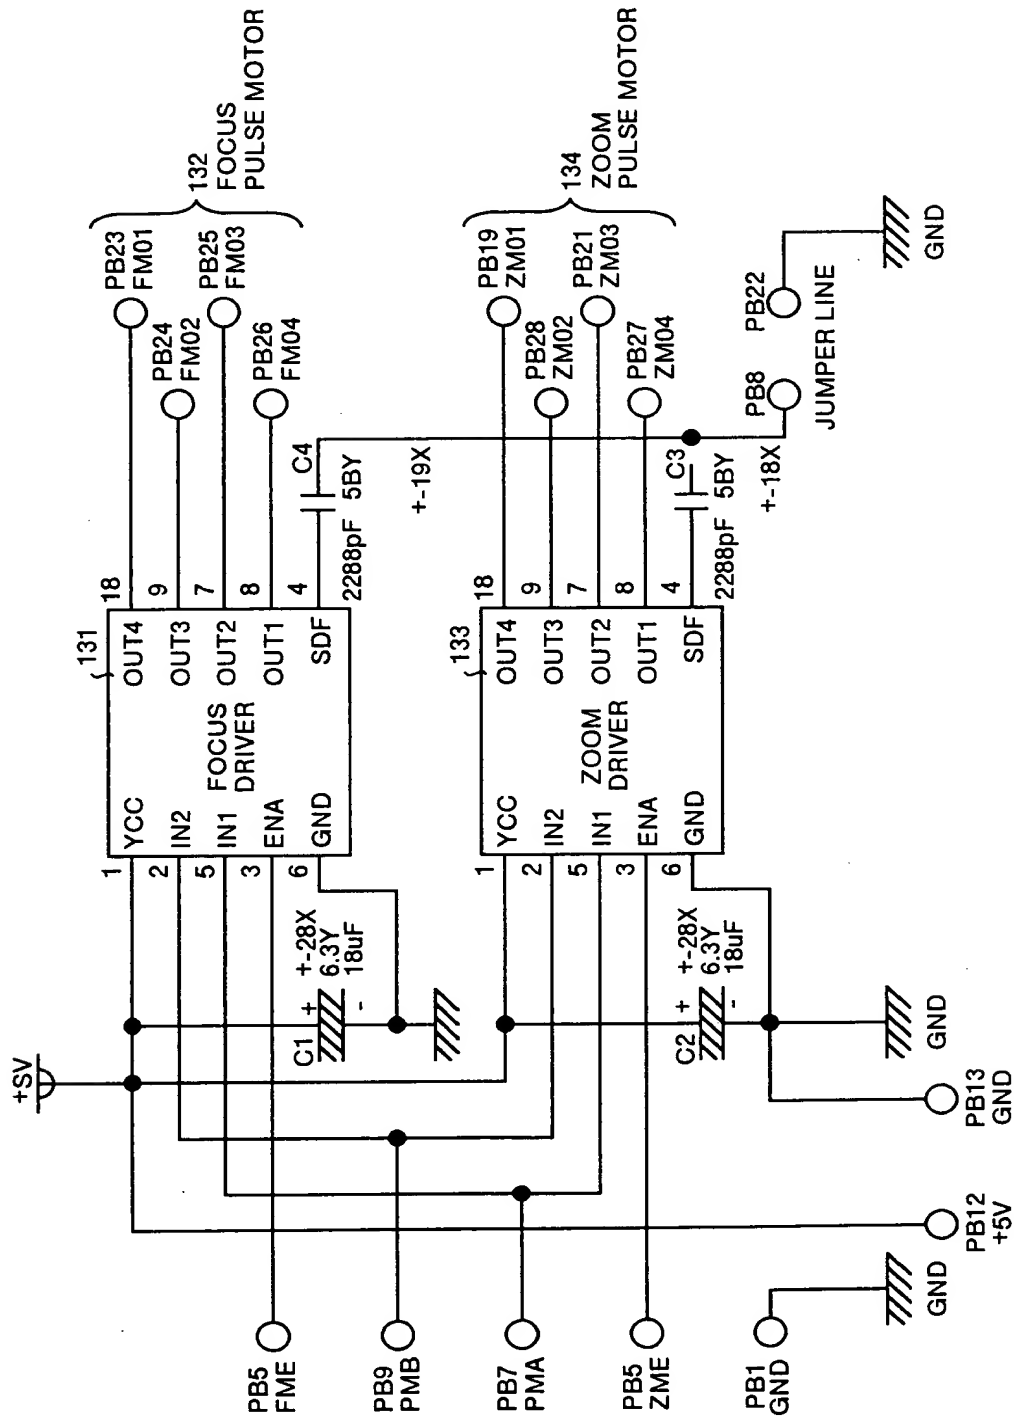 132
FOCUS
PULSE MOTOR
PB23
FM01
PB24
FM02
PB25
FM03
PB26
FM04
134
ZOOM
PULSE MOTOR
PB19
ZM01
PB28
ZM02
PB21
ZM03
PB27
ZM04
PB8
PB22
JUMPER LINE
GND
C4
2288pF 5BY
+-19X
C3
2288pF 5BY
+-18X
131
FOCUS
DRIVER
18
OUT4
9
OUT3
7
OUT2
8
OUT1
4
SDF
1
YCC
2
IN2
5
IN1
3
ENA
6
GND
133
ZOOM
DRIVER
18
OUT4
9
OUT3
7
OUT2
8
OUT1
4
SDF
1
YCC
2
IN2
5
IN1
3
ENA
6
GND
+SV
C1
+
-
+-28X
6.3Y
18uF
C2
+
-
+-28X
6.3Y
18uF
GND
PB13
GND
PB12
+5V
GND
PB5
FME
PB9
PMB
PB7
PMA
PB5
ZME
PB1
GND